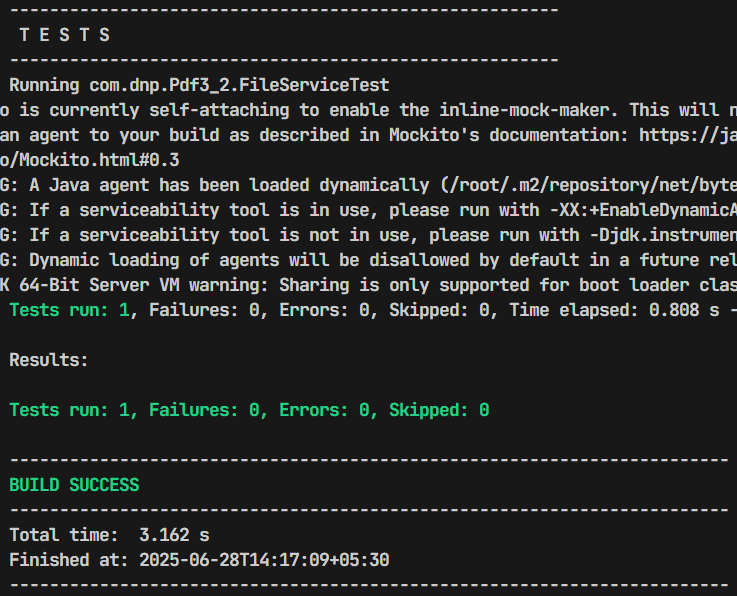 -------------------------------------------------------
T E S T S
-------------------------------------------------------
Running com.dnp.Pdf3_2.FileServiceTest
o is currently self-attaching to enable the inline-mock-maker. This will n
an agent to your build as described in Mockito's documentation: https://ja
o/Mockito.html#0.3
G: A Java agent has been loaded dynamically (/root/.m2/repository/net/byte
G: If a serviceability tool is in use, please run with -XX:+EnableDynamicA
G: If a serviceability tool is not in use, please run with -Djdk.instrumen
G: Dynamic loading of agents will be disallowed by default in a future rel
K 64-Bit Server VM warning: Sharing is only supported for boot loader clas
Tests run: 1, Failures: 0, Errors: 0, Skipped: 0, Time elapsed: 0.808 s -
Results:
Tests run: 1, Failures: 0, Errors: 0, Skipped: 0
------------------------------------------------------------------------
BUILD SUCCESS
------------------------------------------------------------------------
Total time:  3.162 s
Finished at: 2025-06-28T14:17:09+05:30
------------------------------------------------------------------------